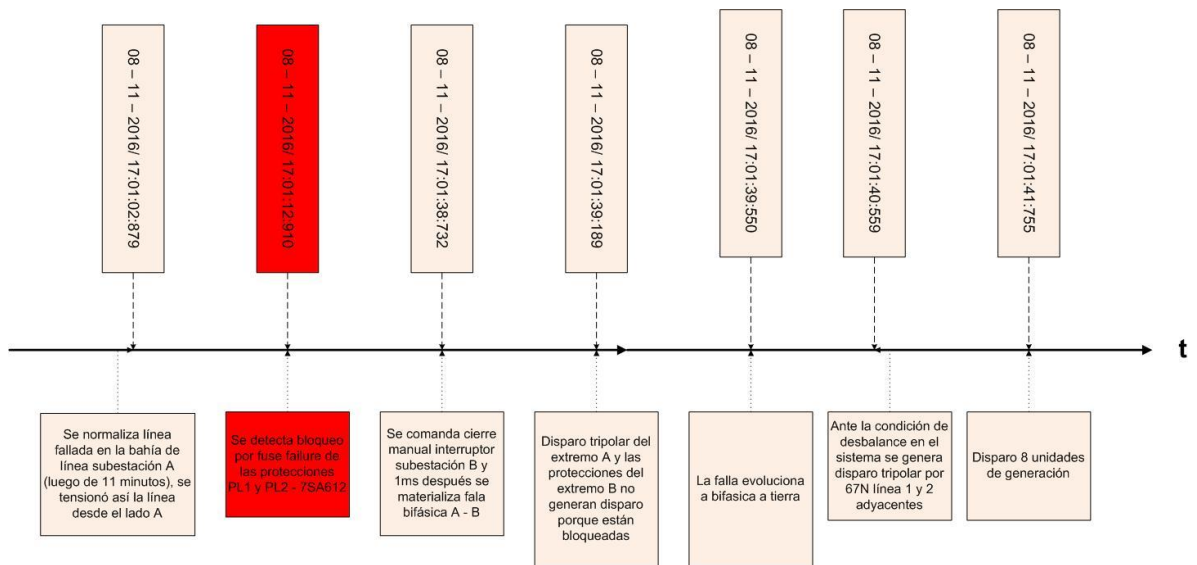 08 – 11 – 2016/ 17:01:02:879
08 – 11 – 2016/ 17:01:12:910
08 – 11 – 2016/ 17:01:38:732
08 – 11 – 2016/ 17:01:39:189
08 – 11 – 2016/ 17:01:39:550
08 – 11 – 2016/ 17:01:40:559
08 – 11 – 2016/ 17:01:41:755
t
Se normaliza línea
fallada en la bahía de
línea subestación A
(luego de 11 minutos), se
tensionó así la línea
desde el lado A
Se detecta bloqueo
por fuse failure de
las protecciones
PL1 y PL2 - 7SA612
Se comanda cierre
manual interruptor
subestación B y
1ms después se
materializa fala
bifásica A - B
Disparo tripolar del
extremo A y las
protecciones del
extremo B no
generan disparo
porque están
bloqueadas
La falla evoluciona
a bifasica a tierra
Ante la condición de
desbalance en el
sistema se genera
disparo tripolar por
67N línea 1 y 2
adyacentes
Disparo 8 unidades
de generación